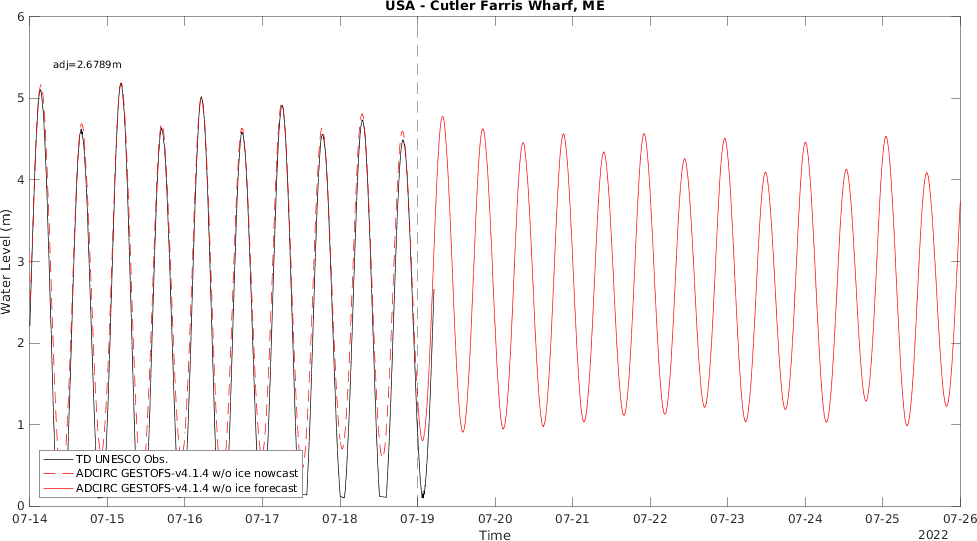 USA - Cutler Farris Wharf, ME
6
adj=2.6789m
5
4
3
2
1
0
Water Level (m)
TD UNESCO Obs.
ADCIRC GESTOFS-v4.1.4 w/o ice nowcast
ADCIRC GESTOFS-v4.1.4 w/o ice forecast
07-14 07-15 07-16 07-17 07-18 07-19 07-20 07-21 07-22 07-23 07-24 07-25 07-26
Time
2022